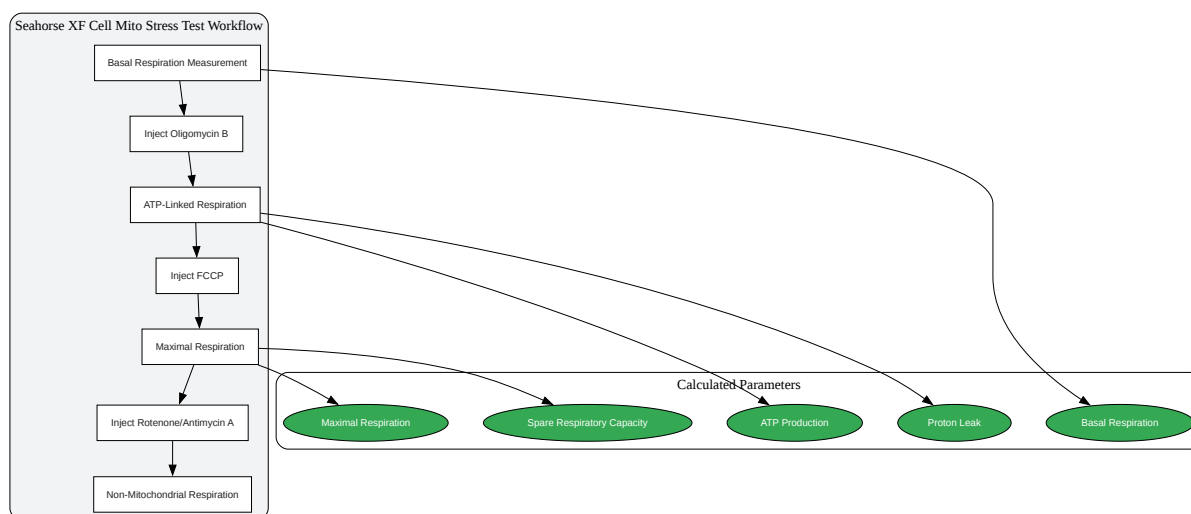 Seahorse XF Cell Mito Stress Test Workflow
Basal Respiration Measurement
Inject Oligomycin B
ATP-Linked Respiration
Inject FCCP
Maximal Respiration
Inject Rotenone/Antimycin A
Non-Mitochondrial Respiration
Calculated Parameters
Maximal Respiration
Spare Respiratory Capacity
ATP Production
Proton Leak
Basal Respiration